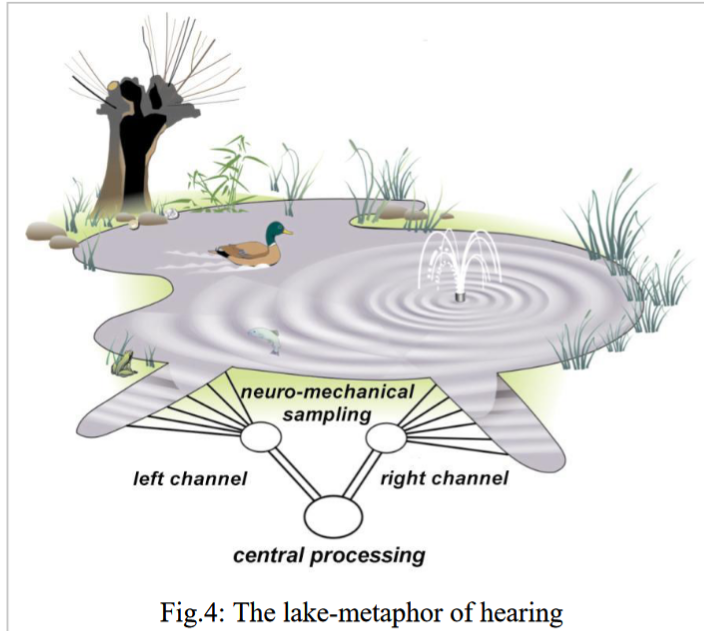 neuro-mechanical
sampling
left channel
right channel
central processing
Fig.4: The lake-metaphor of hearing